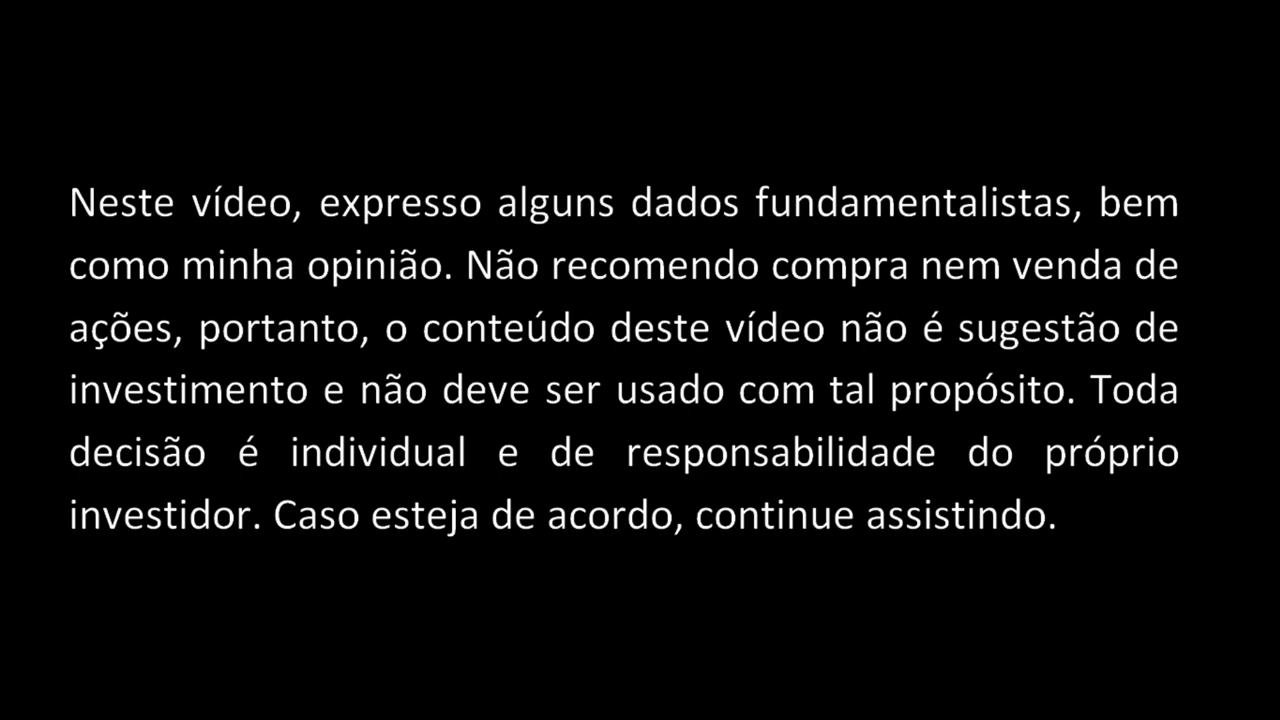 Neste vídeo, expresso alguns dados fundamentalistas, bem
como minha opinião. Não recomendo compra nem venda de
ações, portanto, o conteúdo deste vídeo não é sugestão de
investimento e não deve ser usado com tal propósito. Toda
decisão é individual e de responsabilidade do próprio
investidor. Caso esteja de acordo, continue assistindo.